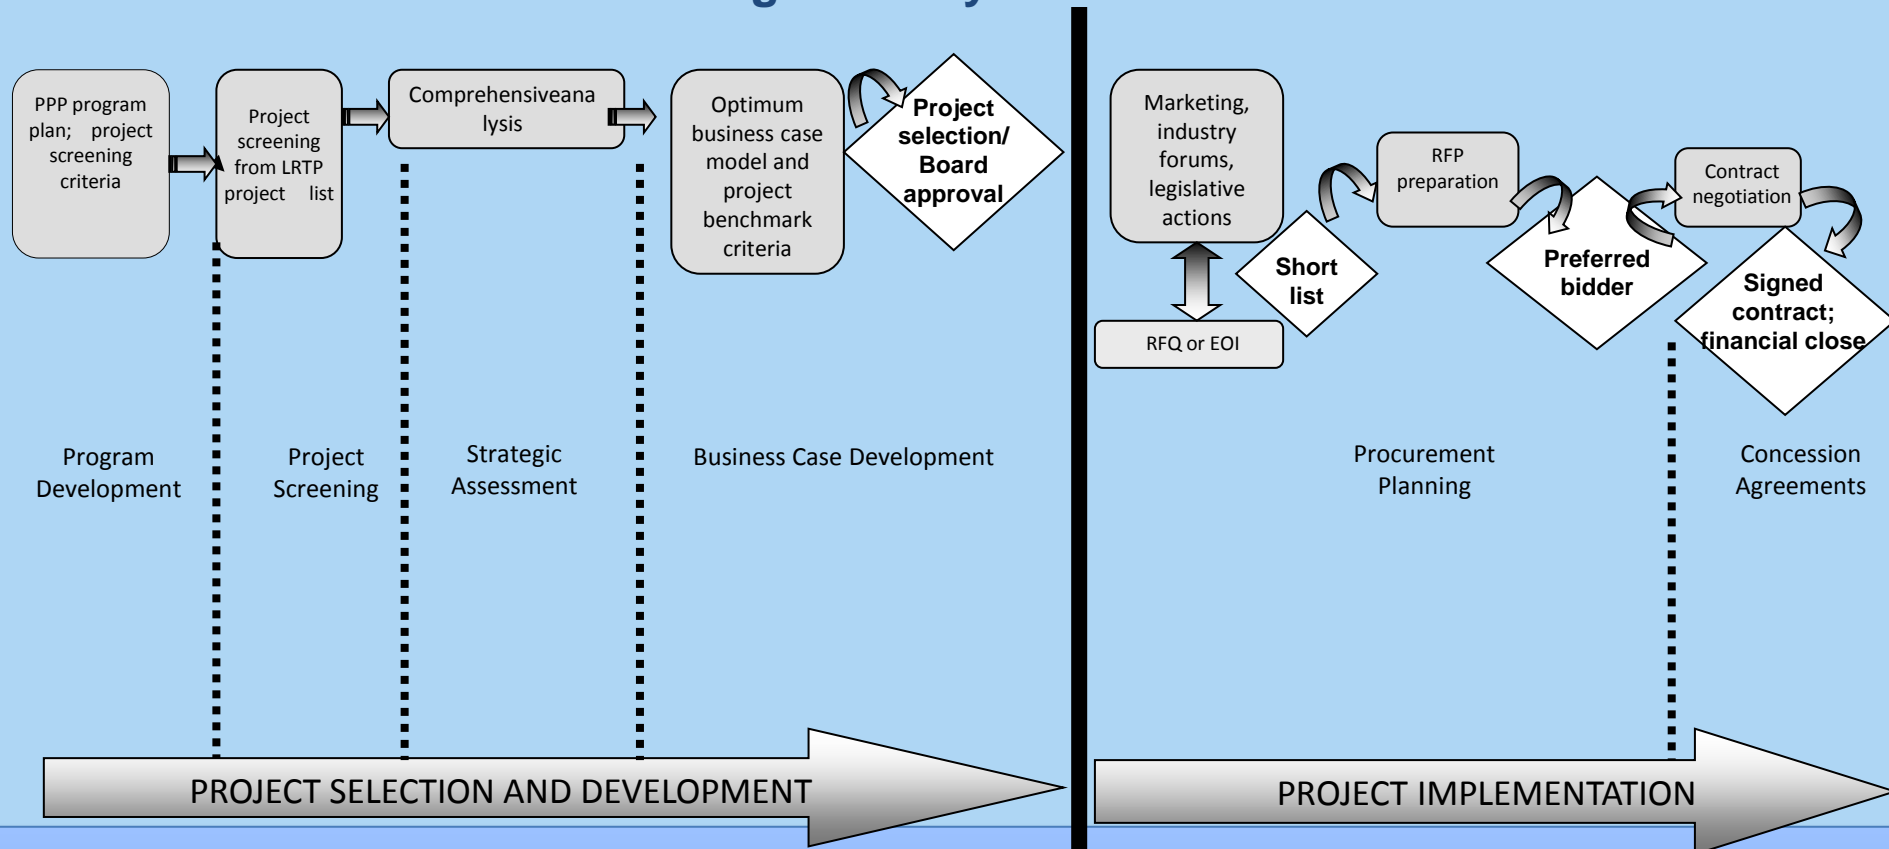 PPP program
plan; project
screening
criteria
Project
screening
from LRTP
project list
Comprehensiveana
lysis
Optimum
business case
model and
project
benchmark
criteria
Project
selection/
Board
approval
Marketing,
industry
forums,
legislative
actions
RFQ or EOI
Short
list
RFP
preparation
Preferred
bidder
Contract
negotiation
Signed
contract;
financial close
Program
Development
Project
Screening
Strategic
Assessment
Business Case Development
Procurement
Planning
Concession
Agreements
PROJECT SELECTION AND DEVELOPMENT
PROJECT IMPLEMENTATION